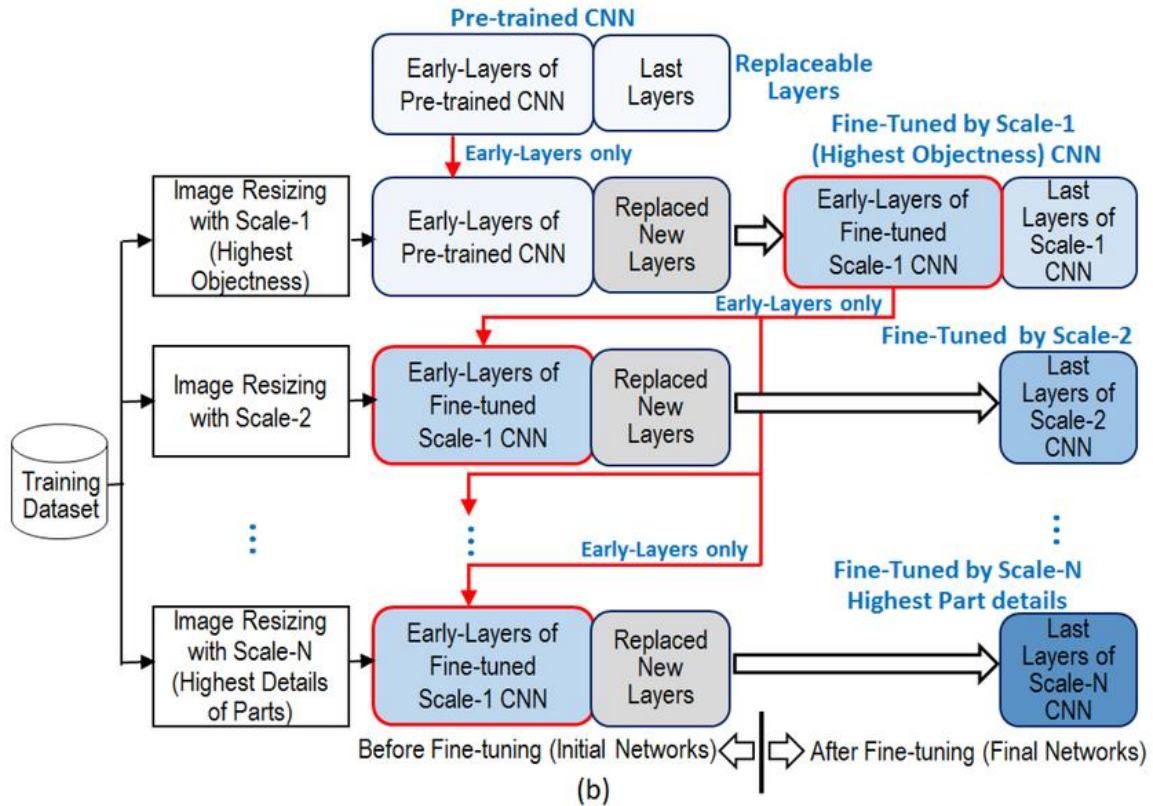 Pre-trained CNN
Early-Layers of
Pre-trained CNN
Last
Layers
Replaceable
Layers
Early-Layers only
Fine-Tuned by Scale-1
(Highest Objectness) CNN
Image Resizing
with Scale-1
(Highest
Objectness)
Early-Layers of
Pre-trained CNN
Replaced
New
Layers
Early-Layers of
Fine-tuned
Scale-1 CNN
Last
Layers of
Scale-1
CNN
Early-Layers only
Fine-Tuned by Scale-2
Image Resizing
with Scale-2
Early-Layers of
Fine-tuned
Scale-1 CNN
Replaced
New
Layers
Last
Layers of
Scale-2
CNN
Training
Dataset
Early-Layers only
Fine-Tuned by Scale-N
Highest Part details
Image Resizing
with Scale-N
(Highest Details
of Parts)
Early-Layers of
Fine-tuned
Scale-1 CNN
Replaced
New
Layers
Last
Layers of
Scale-N
CNN
Before Fine-tuning (Initial Networks)
After Fine-tuning (Final Networks)
(b)